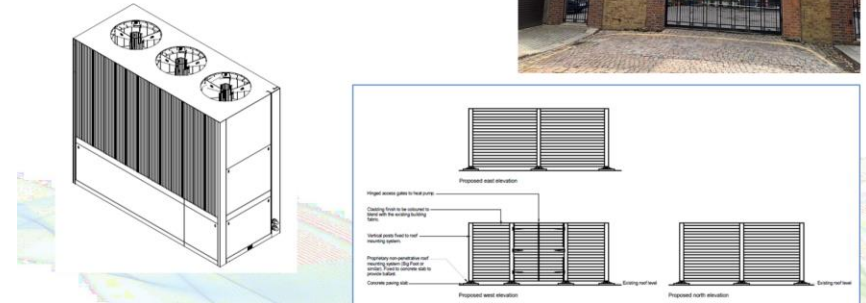 Proposed east elevation
Hinged access gates to heat pump.
Cladding finish to be coloured to
blend with the existing building
fabric.
Vertical posts fixed to roof
mounting system.
Proprietary non-penetrative roof
mounting system (Big Foot or
similar). Fixed to concrete slab to
provide ballast.
Concrete paving slab.
Existing roof level
Existing roof level
Proposed west elevation
Proposed north elevation